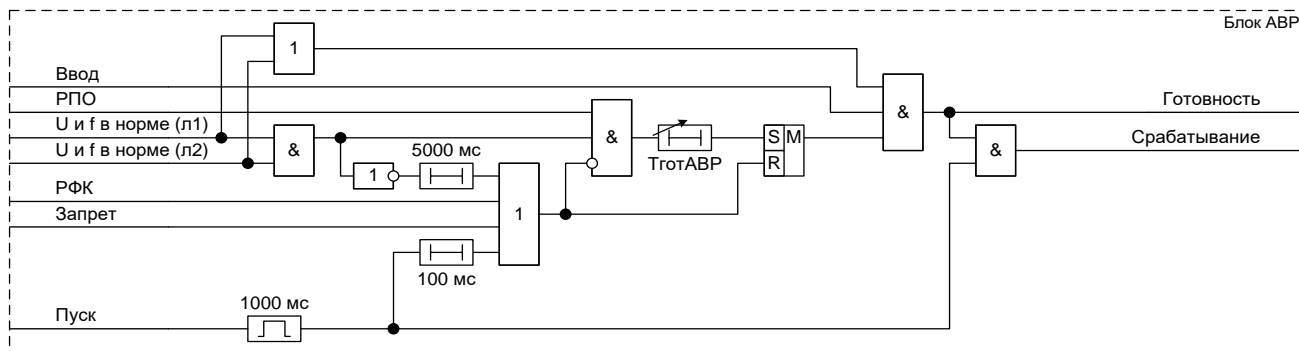 Блок АВР
1
Ввод
РПО
&
Готовность
U и f в норме (л1)
&
&
S M
Срабатывание
&
U и f в норме (л2)
5000 мс
ТготАВР
R
1
РФК
1
Запрет
100 мс
1000 мс
Пуск